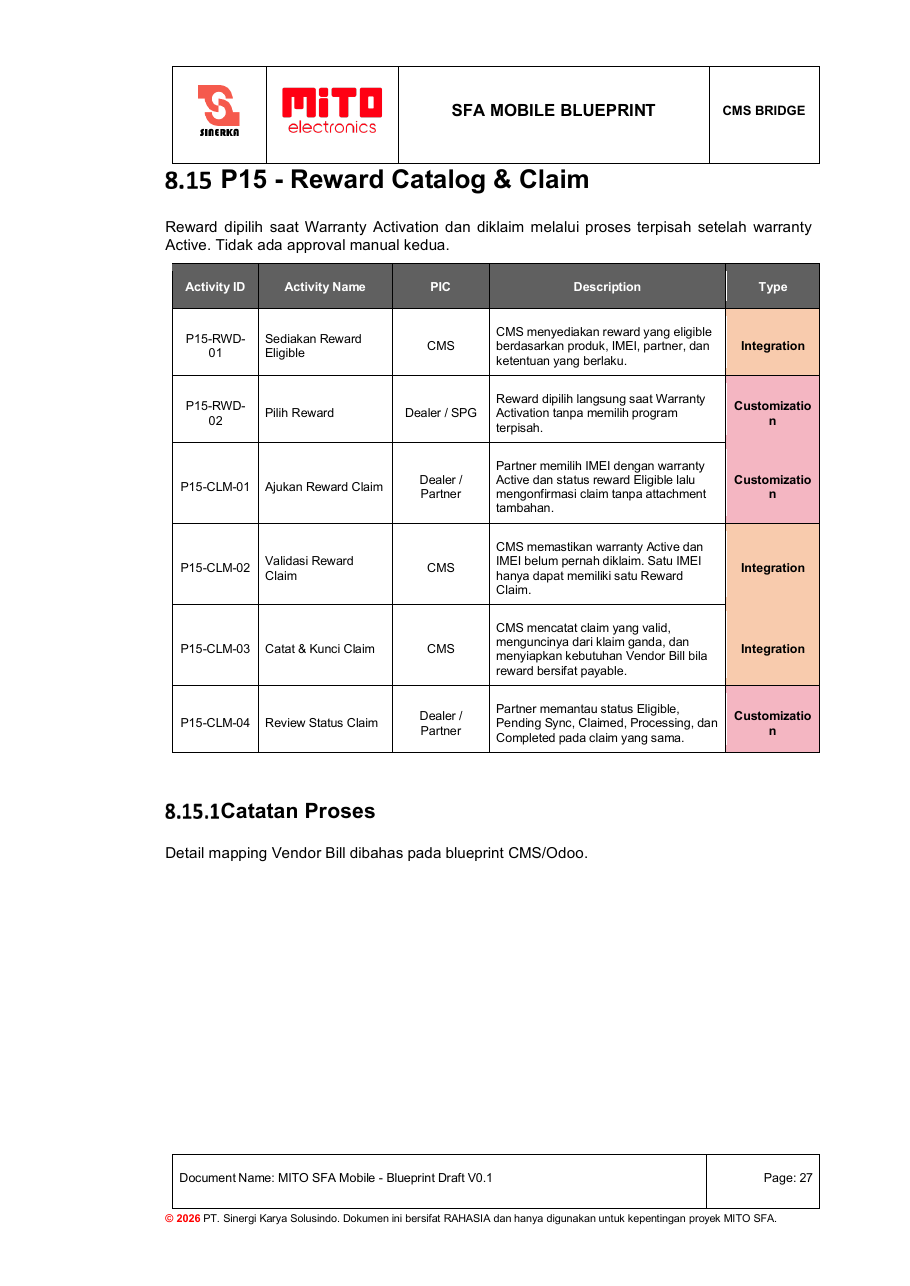 SINERKA
MiTO
electronics
SFA MOBILE BLUEPRINT
CMS BRIDGE
8.15 P15 - Reward Catalog & Claim
Reward dipilih saat Warranty Activation dan diklaim melalui proses terpisah setelah warranty
Active. Tidak ada approval manual kedua.
Activity ID
Activity Name
PIC
Description
Type
P15-RWD-
01
Sediakan Reward
Eligible
CMS
CMS menyediakan reward yang eligible
berdasarkan produk, IMEI, partner, dan
ketentuan yang berlaku.
Integration
P15-RWD-
02
Pilih Reward
Dealer / SPG
Reward dipilih langsung saat Warranty
Activation tanpa memilih program
terpisah.
Customizatio
n
P15-CLM-01
Ajukan Reward Claim
Dealer /
Partner
Partner memilih IMEI dengan warranty
Active dan status reward Eligible lalu
mengonfirmasi claim tanpa attachment
tambahan.
Customizatio
n
P15-CLM-02
Validasi Reward
Claim
CMS
CMS memastikan warranty Active dan
IMEI belum pernah diklaim. Satu IMEI
hanya dapat memiliki satu Reward
Claim.
Integration
P15-CLM-03
Catat & Kunci Claim
CMS
CMS mencatat claim yang valid,
menguncinya dari klaim ganda, dan
menyiapkan kebutuhan Vendor Bill bila
reward bersifat payable.
Integration
P15-CLM-04
Review Status Claim
Dealer /
Partner
Partner memantau status Eligible,
Pending Sync, Claimed, Processing, dan
Completed pada claim yang sama.
Customizatio
n
8.15.1Catatan Proses
Detail mapping Vendor Bill dibahas pada blueprint CMS/Odoo.
Document Name: MITO SFA Mobile - Blueprint Draft V0.1
Page: 27
© 2026 PT. Sinergi Karya Solusindo. Dokumen ini bersifat RAHASIA dan hanya digunakan untuk kepentingan proyek MITO SFA.